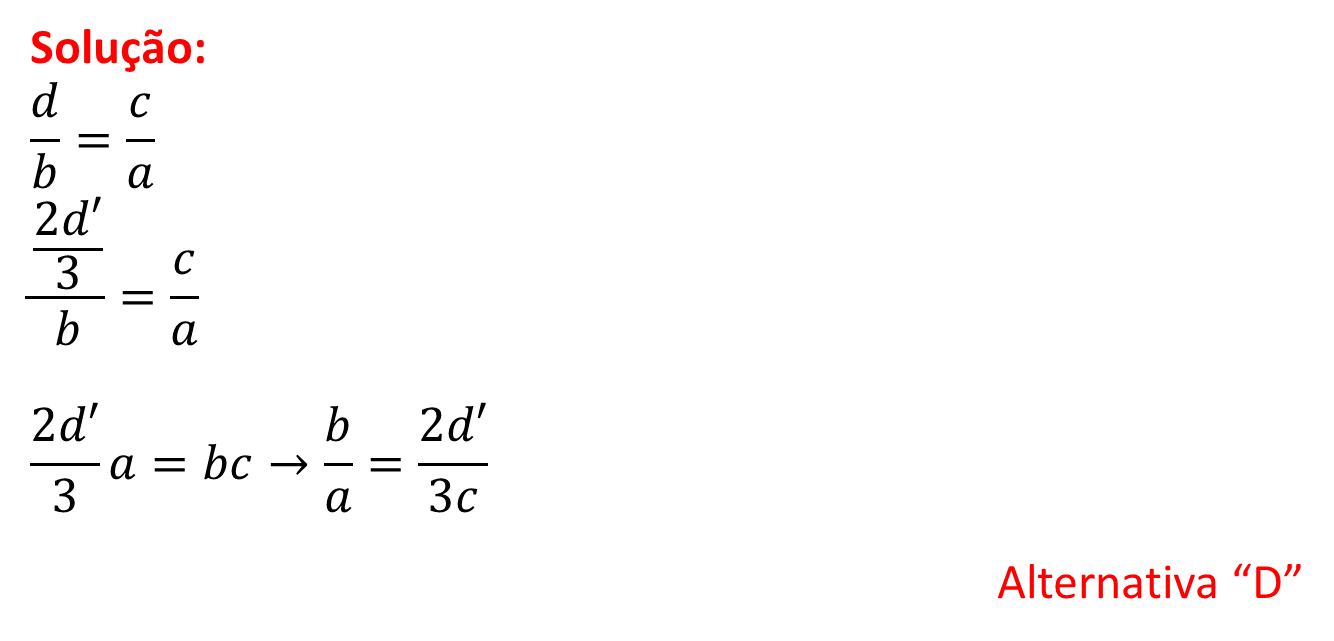 Solução:
d/b = c/a
(2d′/3)/b = c/a
2d′/3 a = bc → b/a = 2d′/3c
Alternativa “D”